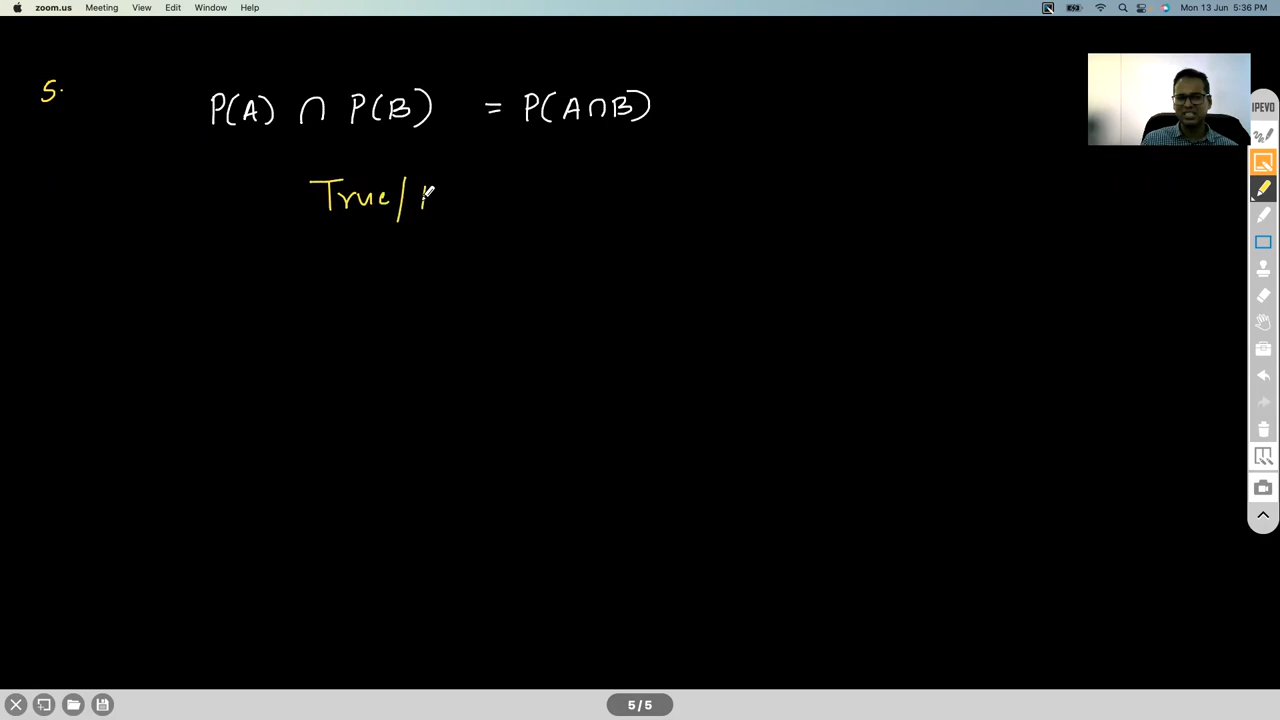 zoom.us Meeting View Edit Window Help Mon 13 Jun 5:36 PM
5. P(A) ∩ P(B) = P(A∩B)
IPEVO
True/
5/5